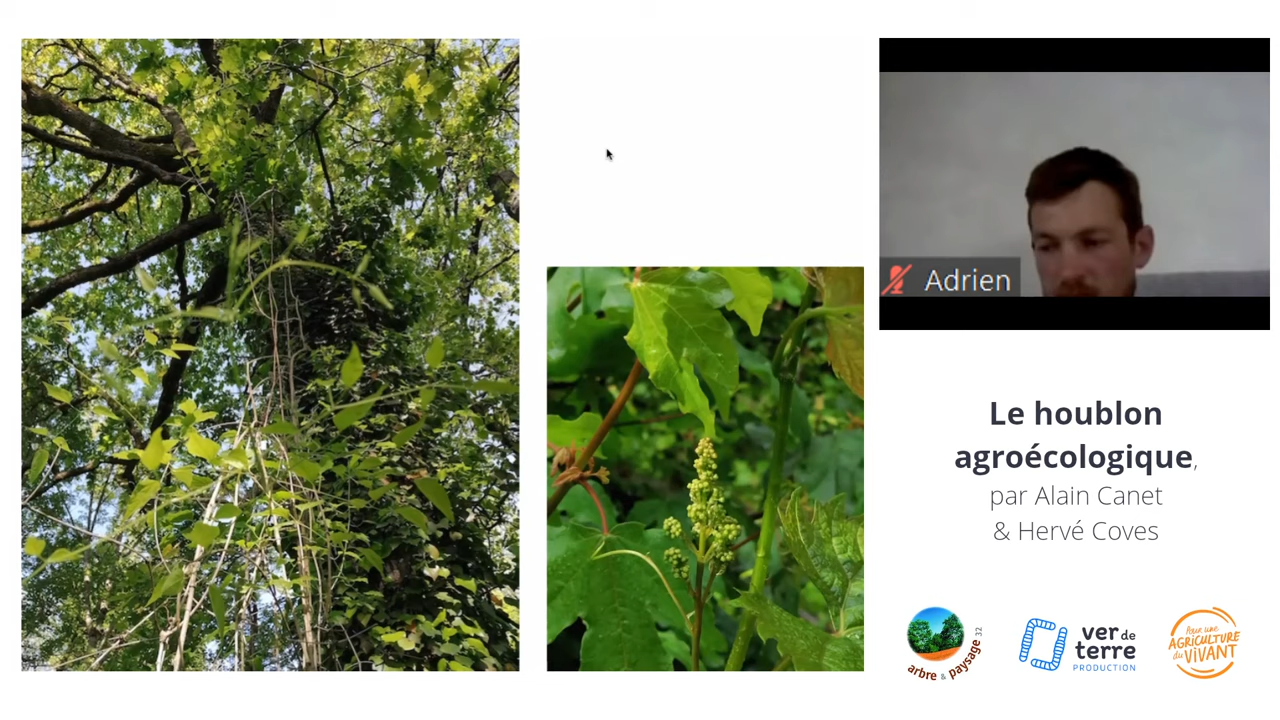 Adrien
Le houblon
agroécologique,
par Alain Canet
& Hervé Coves
arbre & paysage 32
ver de
terre
PRODUCTION
Pour une
AGRICULTURE
du VIVANT